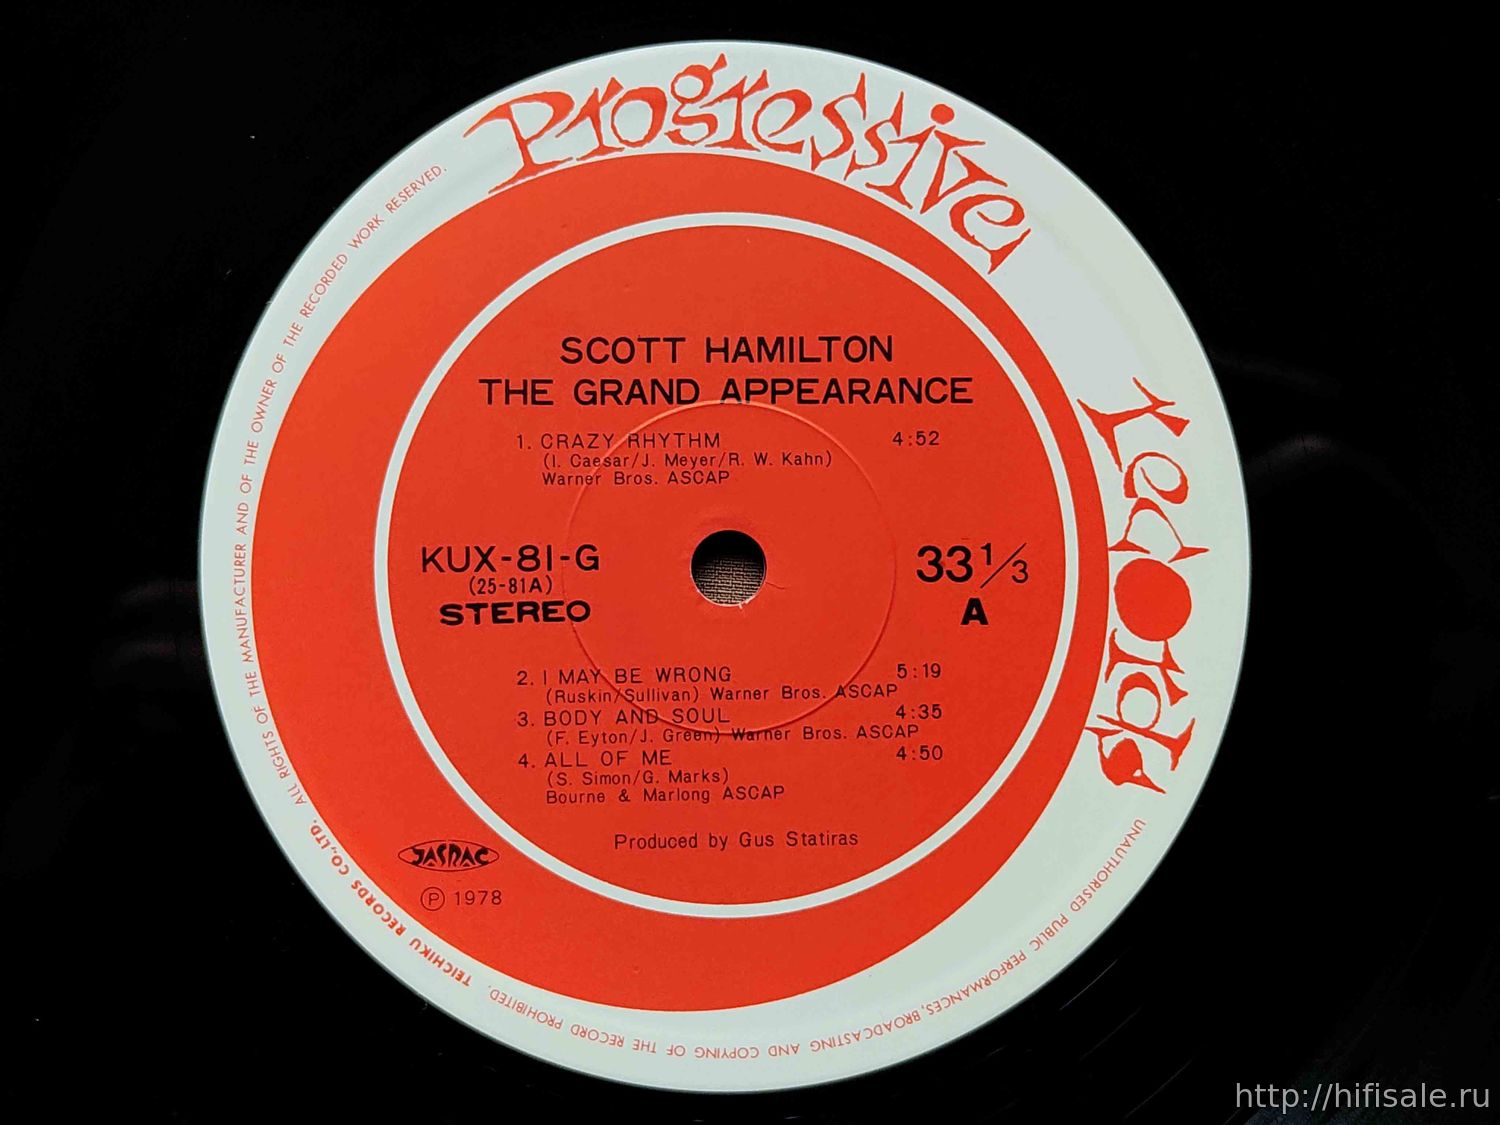 Progressive
records
SCOTT HAMILTON
THE GRAND APPEARANCE
1. CRAZY RHYTHM 4:52
(I. Caesar/J. Meyer/R. W. Kahn)
Warner Bros. ASCAP
KUX-81-G
(25-81A)
STEREO
33 1/3
A
2. I MAY BE WRONG 5:19
(Ruskin/Sullivan) Warner Bros. ASCAP
3. BODY AND SOUL 4:35
(F. Eyton/J. Green) Warner Bros. ASCAP
4. ALL OF ME 4:50
(S. Simon/G. Marks)
Bourne & Marlong ASCAP
Produced by Gus Statiras
JASRAC
Ⓟ 1978
TEICHIKU RECORDS CO.,LTD. ALL RIGHTS OF THE MANUFACTURER AND OF THE OWNER OF THE RECORDED WORK RESERVED.
UNAUTHORISED PUBLIC PERFORMANCES, BROADCASTING AND COPYING OF THE RECORD PROHIBITED.
http://hifisale.ru